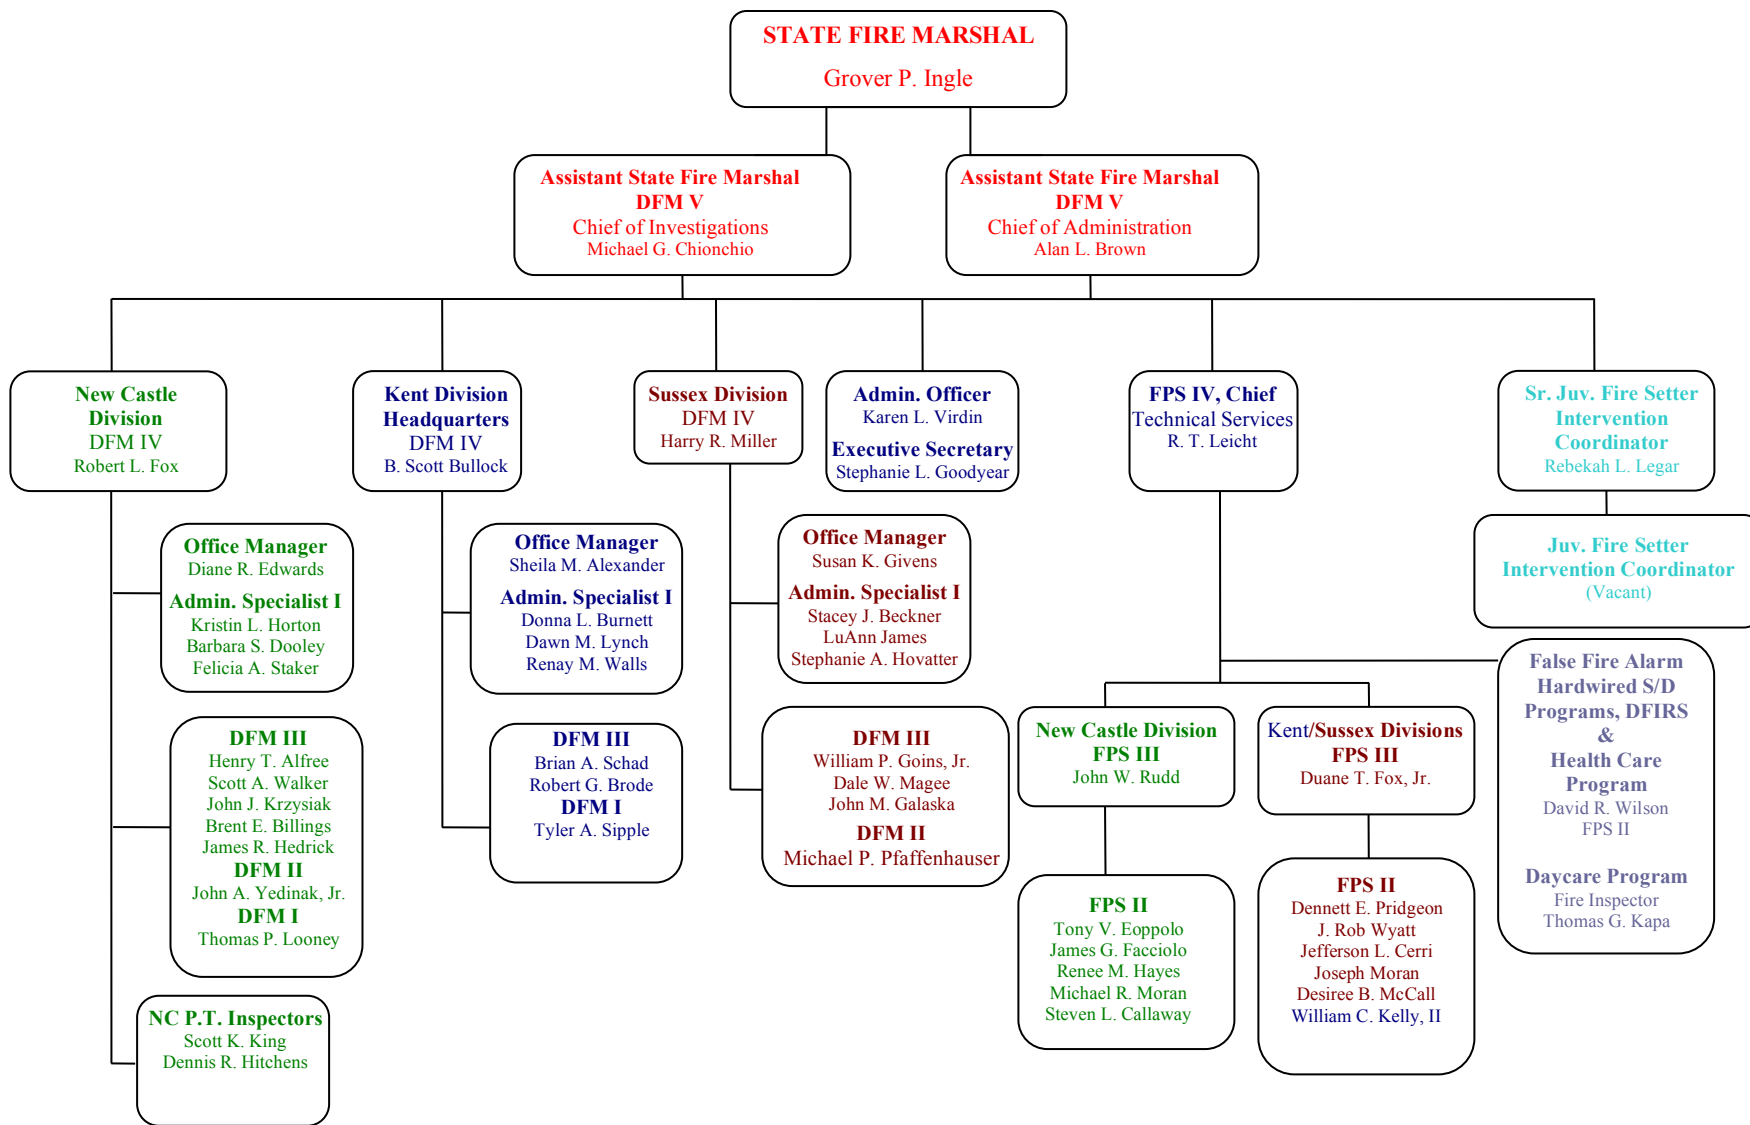 STATE FIRE MARSHAL
Grover P. Ingle
Assistant State Fire Marshal
DFM V
Chief of Investigations
Michael G. Chionchio
Assistant State Fire Marshal
DFM V
Chief of Administration
Alan L. Brown
New Castle
Division
DFM IV
Robert L. Fox
Kent Division
Headquarters
DFM IV
B. Scott Bullock
Sussex Division
DFM IV
Harry R. Miller
Admin. Officer
Karen L. Virdin
Executive Secretary
Stephanie L. Goodyear
FPS IV, Chief
Technical Services
R. T. Leicht
Sr. Juv. Fire Setter
Intervention
Coordinator
Rebekah L. Legar
Office Manager
Diane R. Edwards
Admin. Specialist I
Kristin L. Horton
Barbara S. Dooley
Felicia A. Staker
Office Manager
Sheila M. Alexander
Admin. Specialist I
Donna L. Burnett
Dawn M. Lynch
Renay M. Walls
Office Manager
Susan K. Givens
Admin. Specialist I
Stacey J. Beckner
LuAnn James
Stephanie A. Hovatter
Juv. Fire Setter
Intervention Coordinator
(Vacant)
DFM III
Henry T. Alfree
Scott A. Walker
John J. Krzysiak
Brent E. Billings
James R. Hedrick
DFM II
John A. Yedinak, Jr.
DFM I
Thomas P. Looney
DFM III
Brian A. Schad
Robert G. Brode
DFM I
Tyler A. Sipple
DFM III
William P. Goins, Jr.
Dale W. Magee
John M. Galaska
DFM II
Michael P. Pfaffenhauser
New Castle Division
FPS III
John W. Rudd
Kent/Sussex Divisions
FPS III
Duane T. Fox, Jr.
False Fire Alarm
Hardwired S/D
Programs, DFIRS
&
Health Care
Program
David R. Wilson
FPS II
Daycare Program
Fire Inspector
Thomas G. Kapa
FPS II
Tony V. Eoppolo
James G. Facciolo
Renee M. Hayes
Michael R. Moran
Steven L. Callaway
FPS II
Dennett E. Pridgeon
J. Rob Wyatt
Jefferson L. Cerri
Joseph Moran
Desiree B. McCall
William C. Kelly, II
NC P.T. Inspectors
Scott K. King
Dennis R. Hitchens